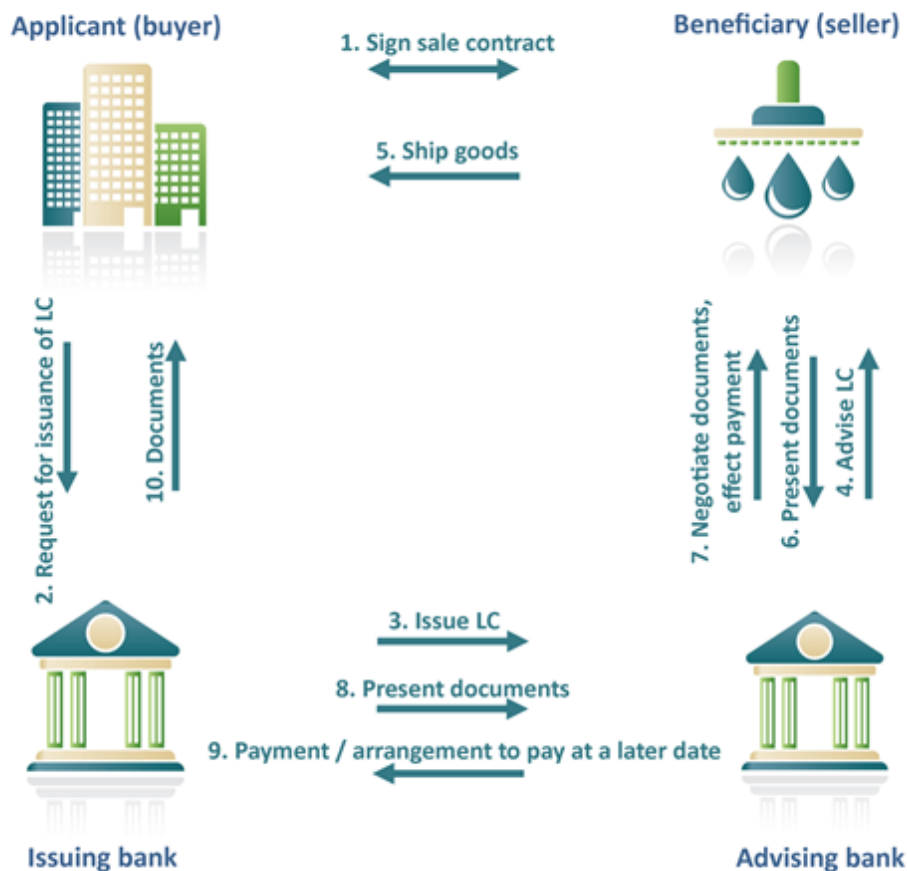 Applicant (buyer)
Beneficiary (seller)
1. Sign sale contract
5. Ship goods
2. Request for issuance of LC
10. Documents
7. Negotiate documents,
effect payment
6. Present documents
4. Advise LC
3. Issue LC
8. Present documents
9. Payment / arrangement to pay at a later date
Issuing bank
Advising bank